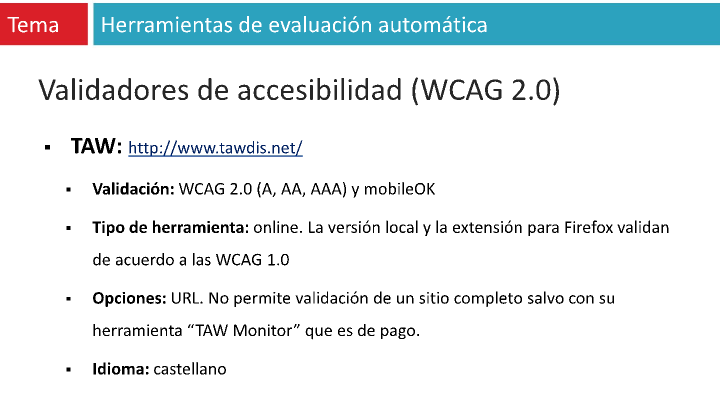 Tema Herramientas de evaluación automática
Validadores de accesibilidad (WCAG 2.0)
▪ TAW: http://www.tawdis.net/
▪ Validación: WCAG 2.0 (A, AA, AAA) y mobileOK
▪ Tipo de herramienta: online. La versión local y la extensión para Firefox validan
de acuerdo a las WCAG 1.0
▪ Opciones: URL. No permite validación de un sitio completo salvo con su
herramienta “TAW Monitor” que es de pago.
▪ Idioma: castellano